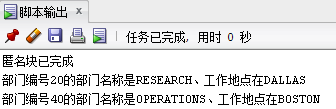 脚本输出 ×
任务已完成, 用时 0 秒
匿名块已完成
部门编号20的部门名称是RESEARCH、工作地点在DALLAS
部门编号40的部门名称是OPERATIONS、工作地点在BOSTON